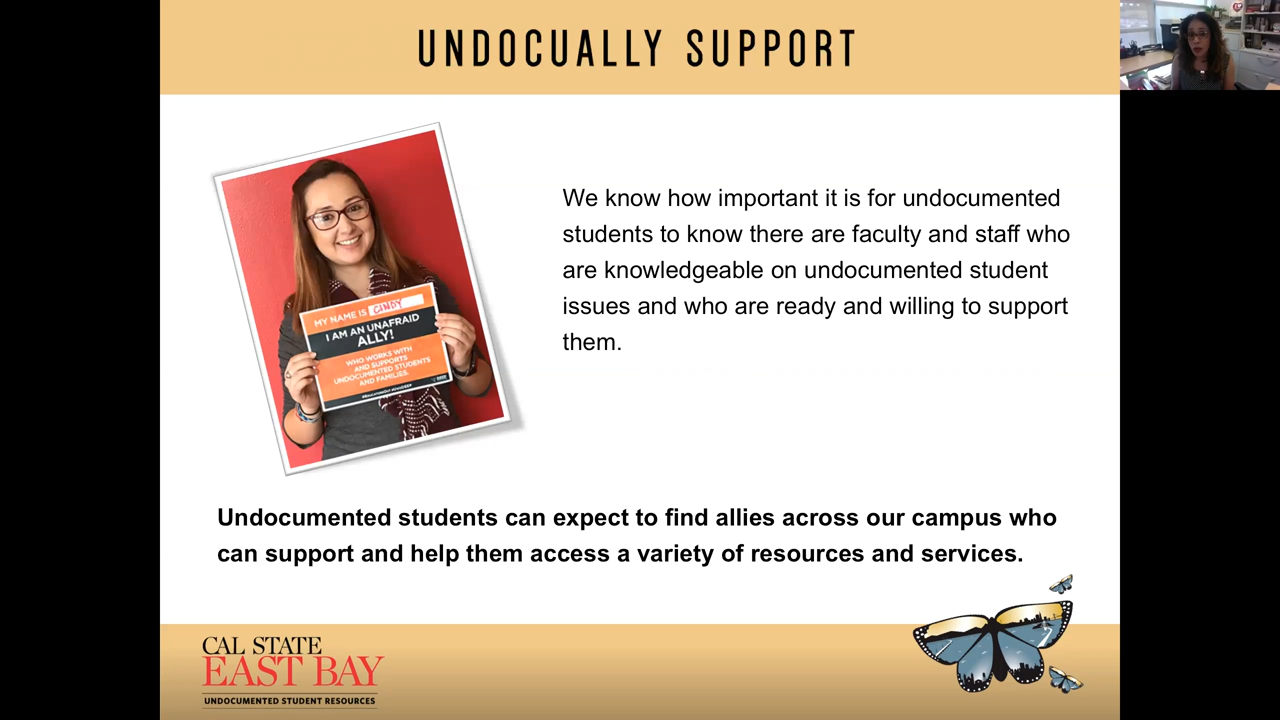 UNDOCUALLY SUPPORT
MY NAME IS CINDY
I AM AN UNAFRAID
ALLY!
WHO WORKS WITH
AND SUPPORTS
UNDOCUMENTED STUDENTS
AND FAMILIES.
We know how important it is for undocumented
students to know there are faculty and staff who
are knowledgeable on undocumented student
issues and who are ready and willing to support
them.
Undocumented students can expect to find allies across our campus who
can support and help them access a variety of resources and services.
CAL STATE
EAST BAY
UNDOCUMENTED STUDENT RESOURCES